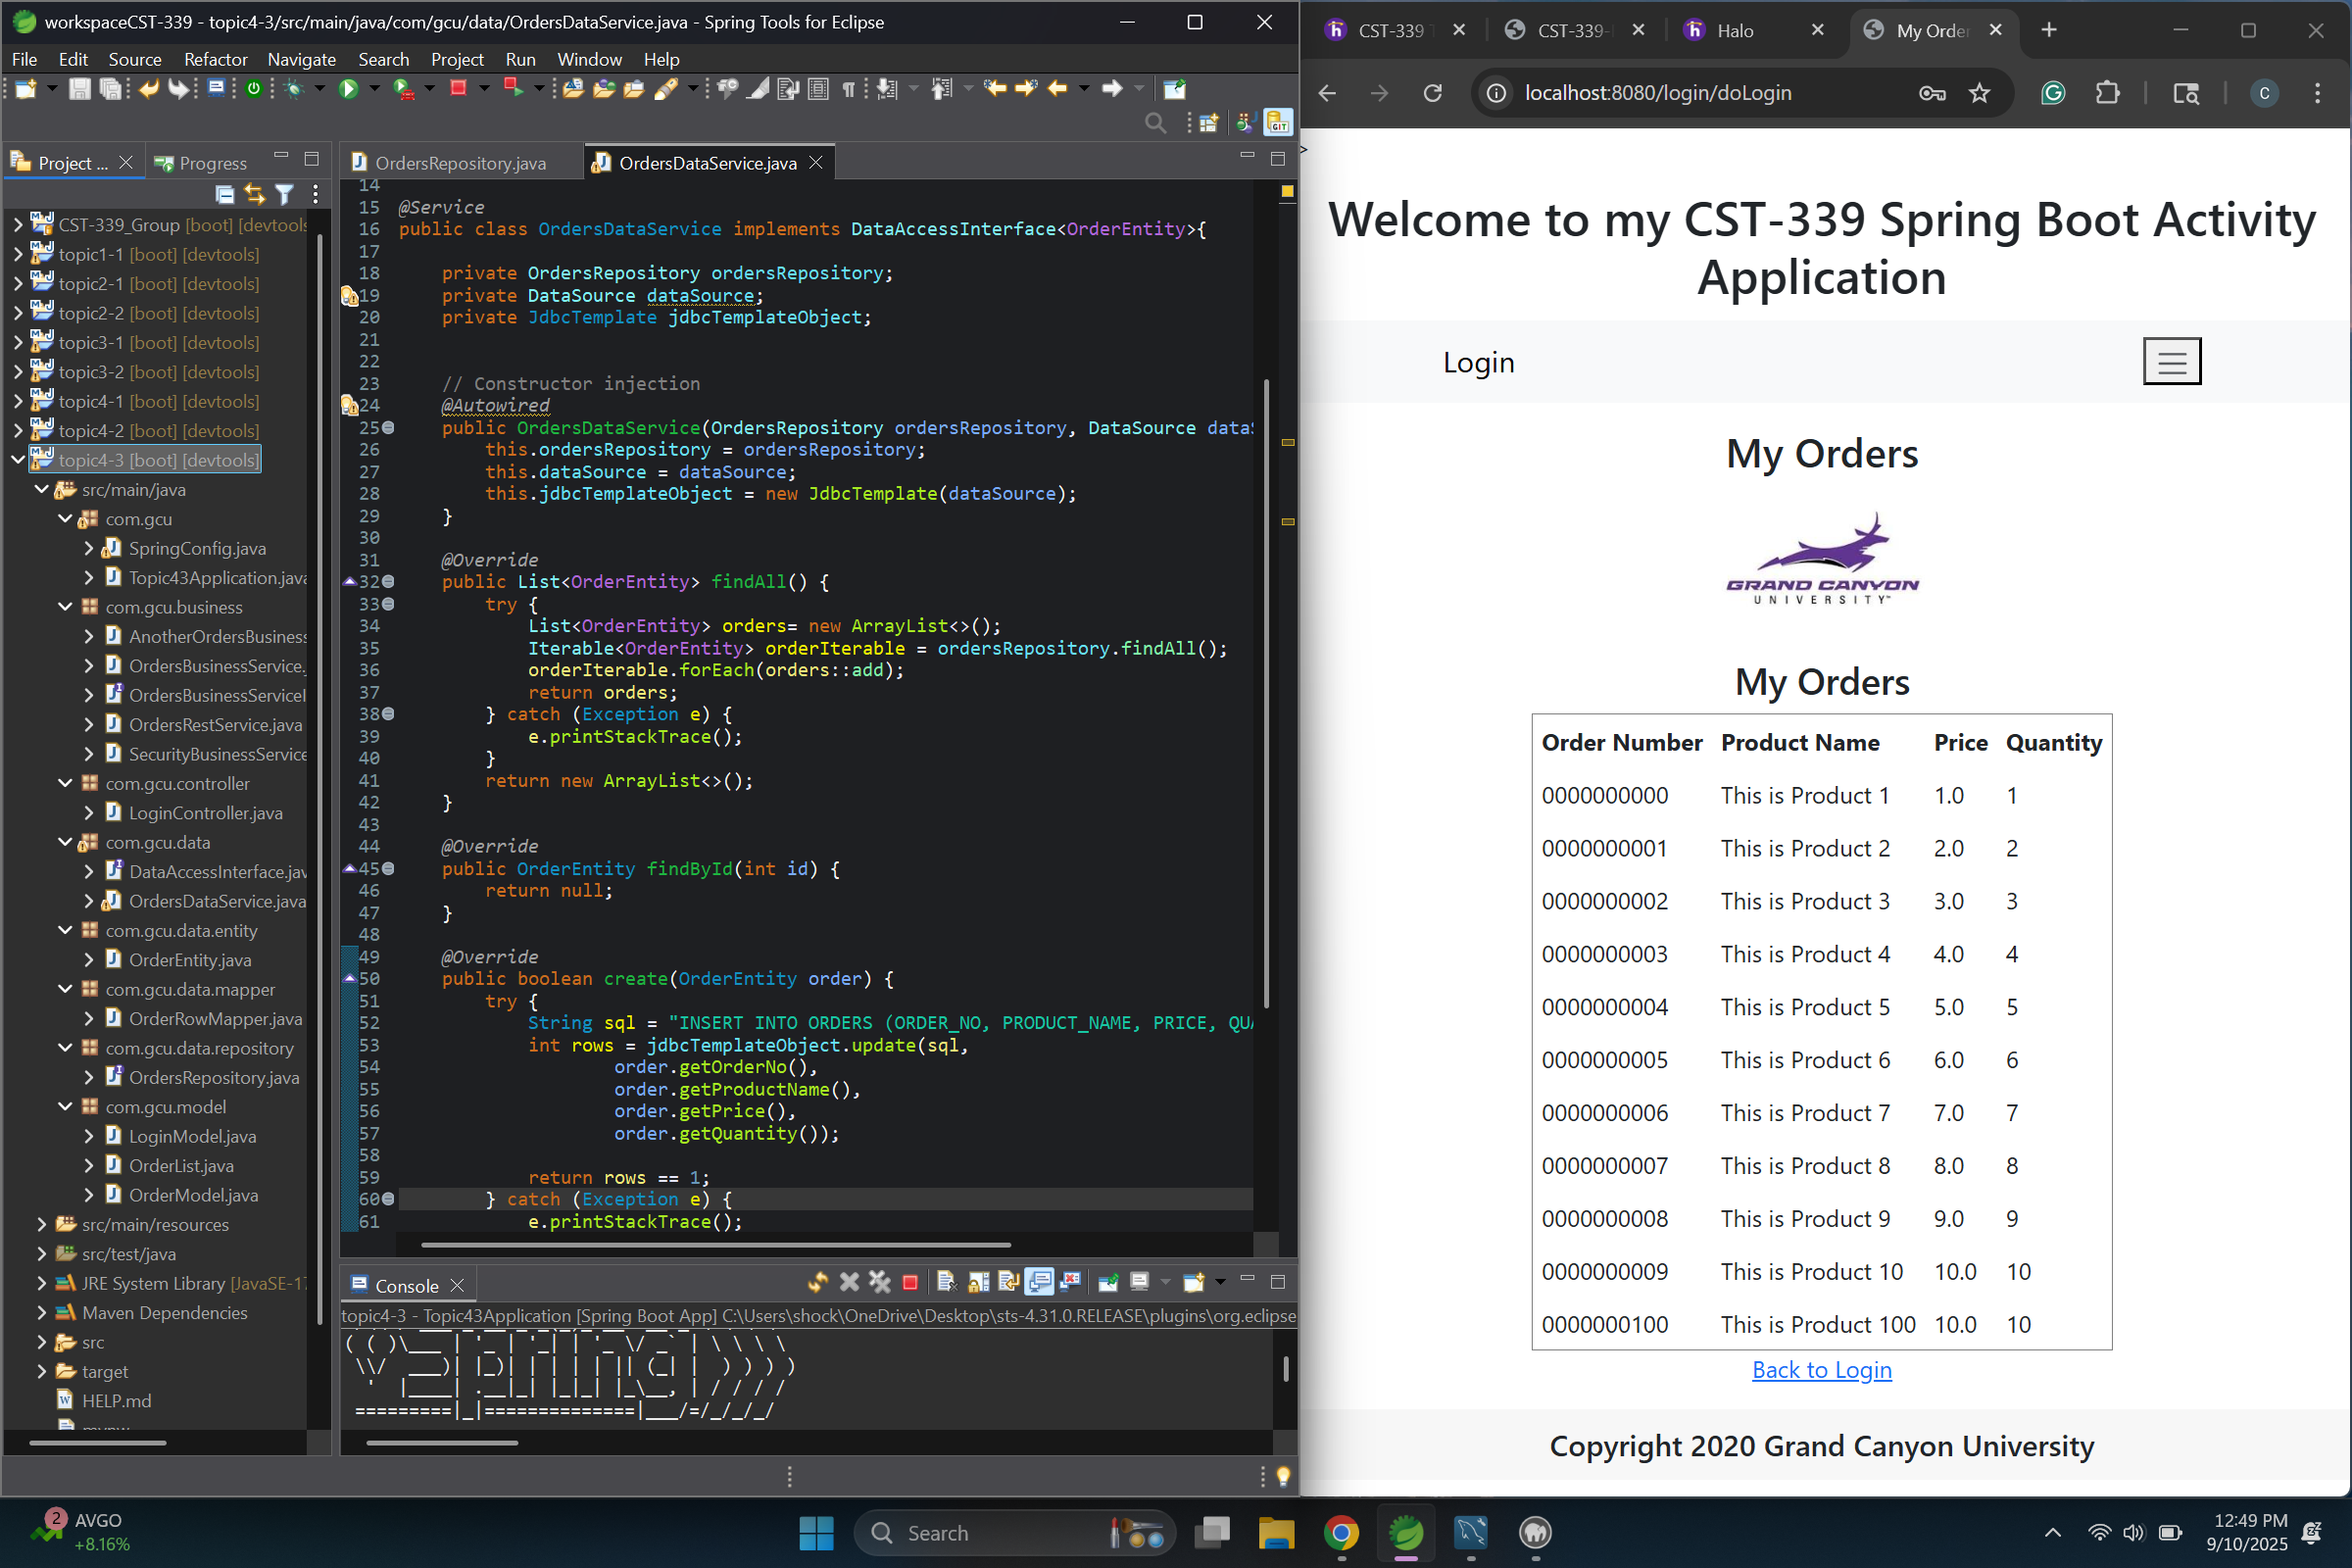 workspaceCST-339 - topic4-3/src/main/java/com/gcu/data/OrdersDataService.java - Spring Tools for Eclipse
File Edit Source Refactor Navigate Search Project Run Window Help
Project ... Progress
CST-339_Group [boot] [devtools
topic1-1 [boot] [devtools]
topic2-1 [boot] [devtools]
topic2-2 [boot] [devtools]
topic3-1 [boot] [devtools]
topic3-2 [boot] [devtools]
topic4-1 [boot] [devtools]
topic4-2 [boot] [devtools]
topic4-3 [boot] [devtools]
src/main/java
com.gcu
SpringConfig.java
Topic43Application.java
com.gcu.business
AnotherOrdersBusiness
OrdersBusinessService.
OrdersBusinessServiceI
OrdersRestService.java
SecurityBusinessService
com.gcu.controller
LoginController.java
com.gcu.data
DataAccessInterface.jav
OrdersDataService.java
com.gcu.data.entity
OrderEntity.java
com.gcu.data.mapper
OrderRowMapper.java
com.gcu.data.repository
OrdersRepository.java
com.gcu.model
LoginModel.java
OrderList.java
OrderModel.java
src/main/resources
src/test/java
JRE System Library [JavaSE-17
Maven Dependencies
src
target
HELP.md
OrdersRepository.java OrdersDataService.java
14
15 @Service
16 public class OrdersDataService implements DataAccessInterface<OrderEntity>{
17
18 private OrdersRepository ordersRepository;
19 private DataSource dataSource;
20 private JdbcTemplate jdbcTemplateObject;
21
22
23 // Constructor injection
24 @Autowired
25 public OrdersDataService(OrdersRepository ordersRepository, DataSource dataS
26 this.ordersRepository = ordersRepository;
27 this.dataSource = dataSource;
28 this.jdbcTemplateObject = new JdbcTemplate(dataSource);
29 }
30
31 @Override
32 public List<OrderEntity> findAll() {
33 try {
34 List<OrderEntity> orders= new ArrayList<>();
35 Iterable<OrderEntity> orderIterable = ordersRepository.findAll();
36 orderIterable.forEach(orders::add);
37 return orders;
38 } catch (Exception e) {
39 e.printStackTrace();
40 }
41 return new ArrayList<>();
42 }
43
44 @Override
45 public OrderEntity findById(int id) {
46 return null;
47 }
48
49 @Override
50 public boolean create(OrderEntity order) {
51 try {
52 String sql = "INSERT INTO ORDERS (ORDER_NO, PRODUCT_NAME, PRICE, QUA
53 int rows = jdbcTemplateObject.update(sql,
54 order.getOrderNo(),
55 order.getProductName(),
56 order.getPrice(),
57 order.getQuantity());
58
59 return rows == 1;
60 } catch (Exception e) {
61 e.printStackTrace();
Console
topic4-3 - Topic43Application [Spring Boot App] C:\Users\shock\OneDrive\Desktop\sts-4.31.0.RELEASE\plugins\org.eclipse
( ( )\___ | '_ | '_| | '_ \/ _` | \ \ \ \
\\/ ___)| |_)| | | | | || (_| | ) ) ) )
' |____| .__|_| |_|_| |_\__, | / / / /
=========|_|==============|___/=/_/_/_/
CST-339 T CST-339- Halo My Order
localhost:8080/login/doLogin
C
>
Welcome to my CST-339 Spring Boot Activity
Application
Login
My Orders
GRAND CANYON
UNIVERSITY™
My Orders
Order Number Product Name Price Quantity
0000000000 This is Product 1 1.0 1
0000000001 This is Product 2 2.0 2
0000000002 This is Product 3 3.0 3
0000000003 This is Product 4 4.0 4
0000000004 This is Product 5 5.0 5
0000000005 This is Product 6 6.0 6
0000000006 This is Product 7 7.0 7
0000000007 This is Product 8 8.0 8
0000000008 This is Product 9 9.0 9
0000000009 This is Product 10 10.0 10
0000000100 This is Product 100 10.0 10
Back to Login
Copyright 2020 Grand Canyon University
2
AVGO
+8.16%
Search
12:49 PM
9/10/2025